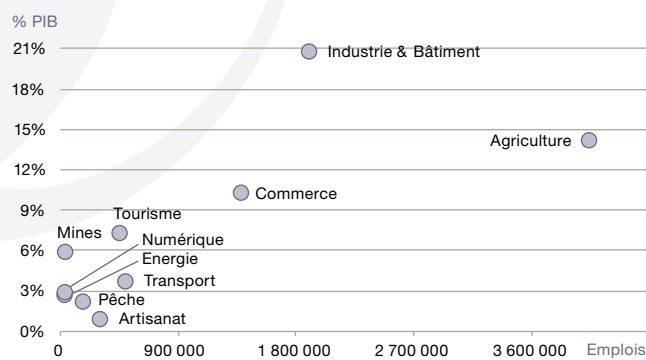 % PIB
21%
Industrie & Bâtiment
18%
15%
Agriculture
12%
Commerce
9%
Tourisme
Mines
Numérique
6%
Energie
Transport
3%
Pêche
Artisanat
0%
0
900 000
1 800 000
2 700 000
3 600 000
Emplois